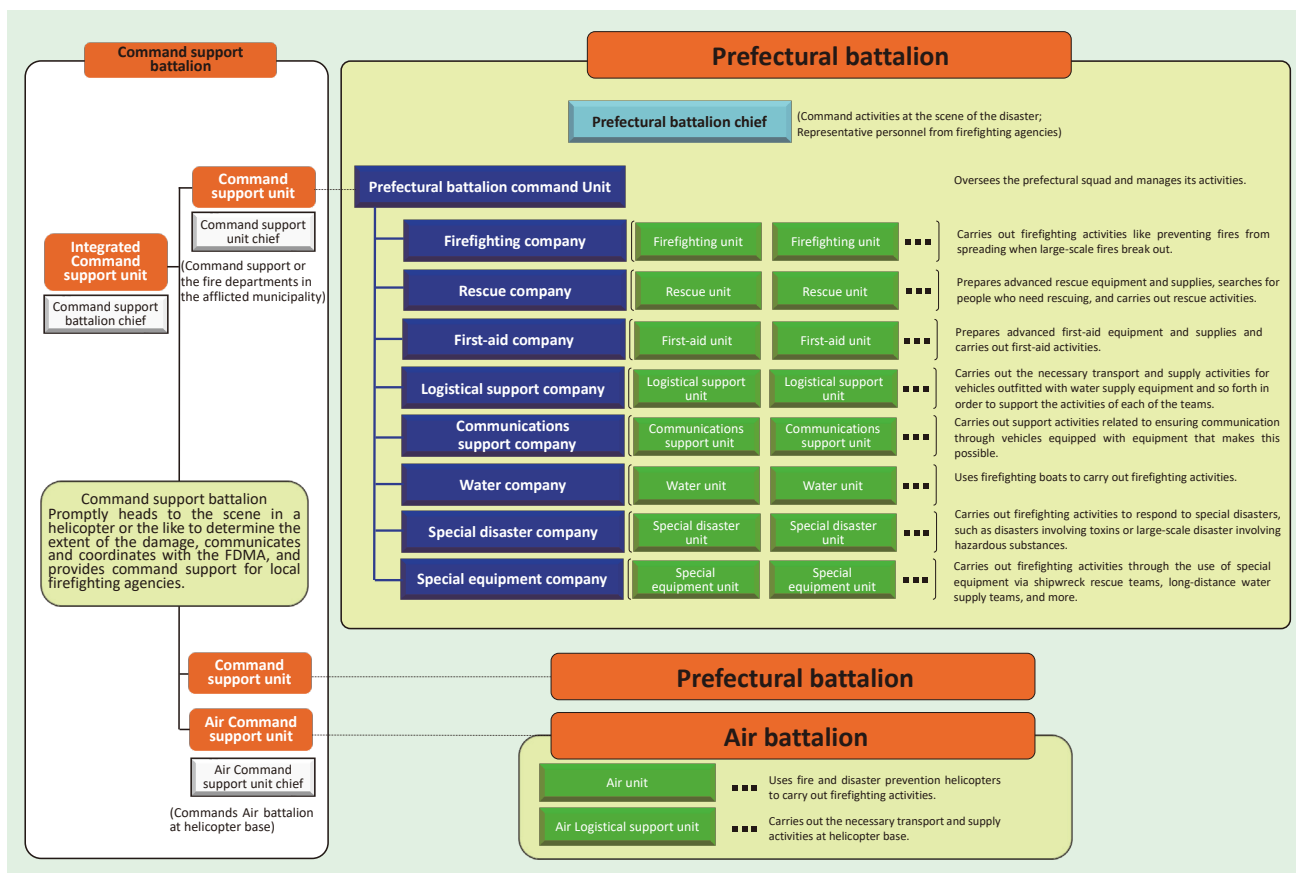 Command support
battalion
Command
support unit
Command support
unit chief
Integrated
Command
support unit
(Command support or
the fire departments in
the afflicted municipality)
Command support
battalion chief
Command support battalion
Promptly heads to the scene in a
helicopter or the like to determine the
extent of the damage, communicates
and coordinates with the FDMA, and
provides command support for local
firefighting agencies.
Command
support unit
Air Command
support unit
Air Command
support unit chief
(Commands Air battalion
at helicopter base)
Prefectural battalion
Prefectural battalion chief
(Command activities at the scene of the disaster;
Representative personnel from firefighting agencies)
Prefectural battalion command Unit
Oversees the prefectural squad and manages its activities.
Firefighting company
Firefighting unit
Firefighting unit
Carries out firefighting activities like preventing fires from
spreading when large-scale fires break out.
Rescue company
Rescue unit
Rescue unit
Prepares advanced rescue equipment and supplies, searches for
people who need rescuing, and carries out rescue activities.
First-aid company
First-aid unit
First-aid unit
Prepares advanced first-aid equipment and supplies and
carries out first-aid activities.
Logistical support company
Logistical support
unit
Logistical support
unit
Carries out the necessary transport and supply activities for
vehicles outfitted with water supply equipment and so forth in
order to support the activities of each of the teams.
Communications
support company
Communications
support unit
Communications
support unit
Carries out support activities related to ensuring communication
through vehicles equipped with equipment that makes this
possible.
Water company
Water unit
Water unit
Uses firefighting boats to carry out firefighting activities.
Special disaster company
Special disaster
unit
Special disaster
unit
Carries out firefighting activities to respond to special disasters,
such as disasters involving toxins or large-scale disaster involving
hazardous substances.
Special equipment company
Special
equipment unit
Special
equipment unit
Carries out firefighting activities through the use of special
equipment via shipwreck rescue teams, long-distance water
supply teams, and more.
Prefectural battalion
Air battalion
Air unit
Uses fire and disaster prevention helicopters
to carry out firefighting activities.
Air Logistical support unit
Carries out the necessary transport and supply
activities at helicopter base.